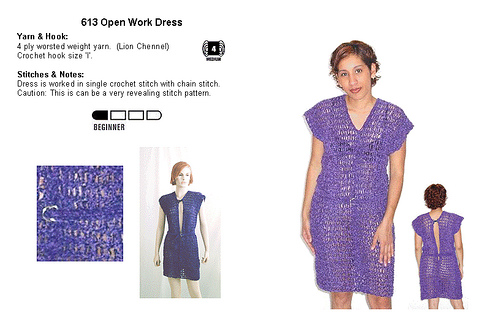 613 Open Work Dress
Yarn & Hook:
4 ply worsted weight yarn. (Lion Chennel)
Crochet hook size 'I'.
4
MEDIUM
Stitches & Notes:
Dress is worked in single crochet stitch with chain stitch.
Caution: This is can be a very revealing stitch pattern.
BEGINNER